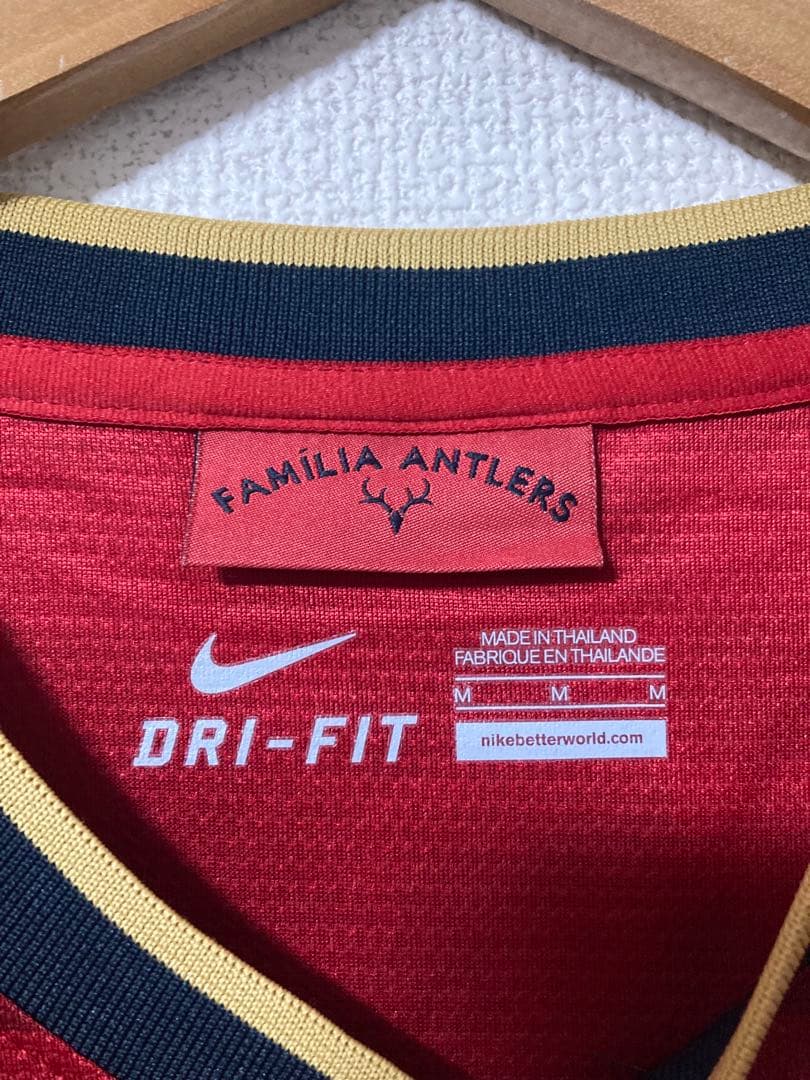 FAMÍLIA ANTLERS
DRI-FIT
MADE IN THAILAND
FABRIQUE EN THAILANDE
M M M
nikebetterworld.com